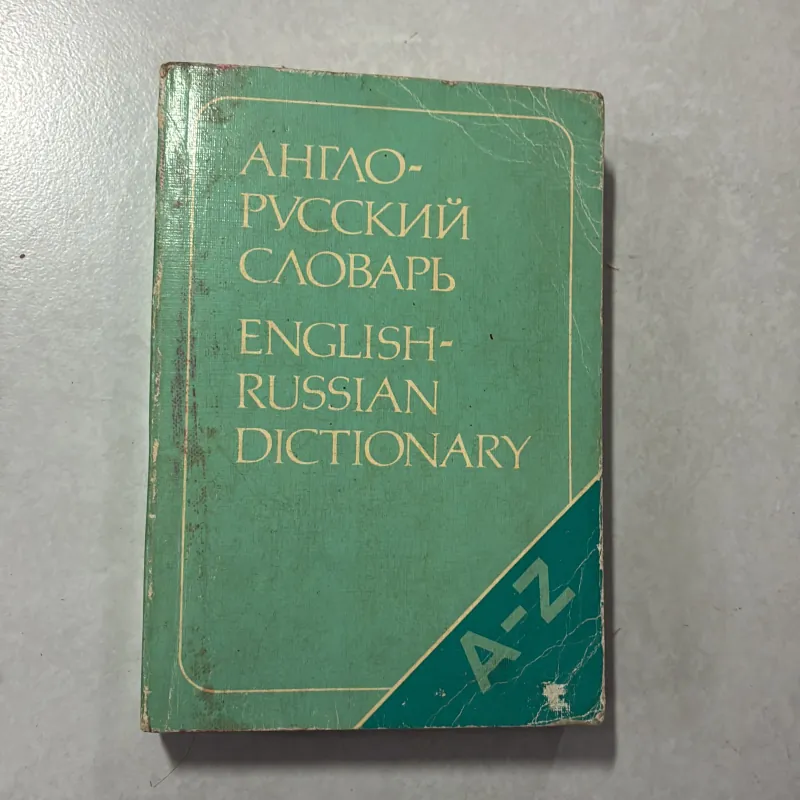 АНГЛО-
РУССКИЙ
СЛОВАРЬ
ENGLISH-
RUSSIAN
DICTIONARY
A-Z